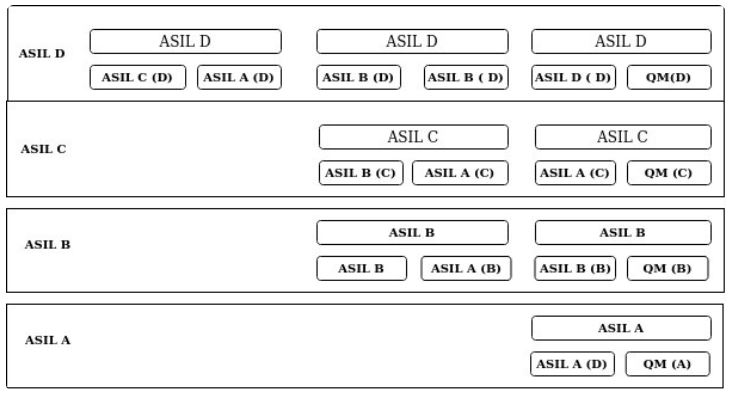 ASIL D
ASIL D ASIL D ASIL D
ASIL C (D) ASIL A (D) ASIL B (D) ASIL B ( D) ASIL D ( D) QM(D)
ASIL C
ASIL C ASIL C
ASIL B (C) ASIL A (C) ASIL A (C) QM (C)
ASIL B
ASIL B ASIL B
ASIL B ASIL A (B) ASIL B (B) QM (B)
ASIL A
ASIL A
ASIL A (D) QM (A)